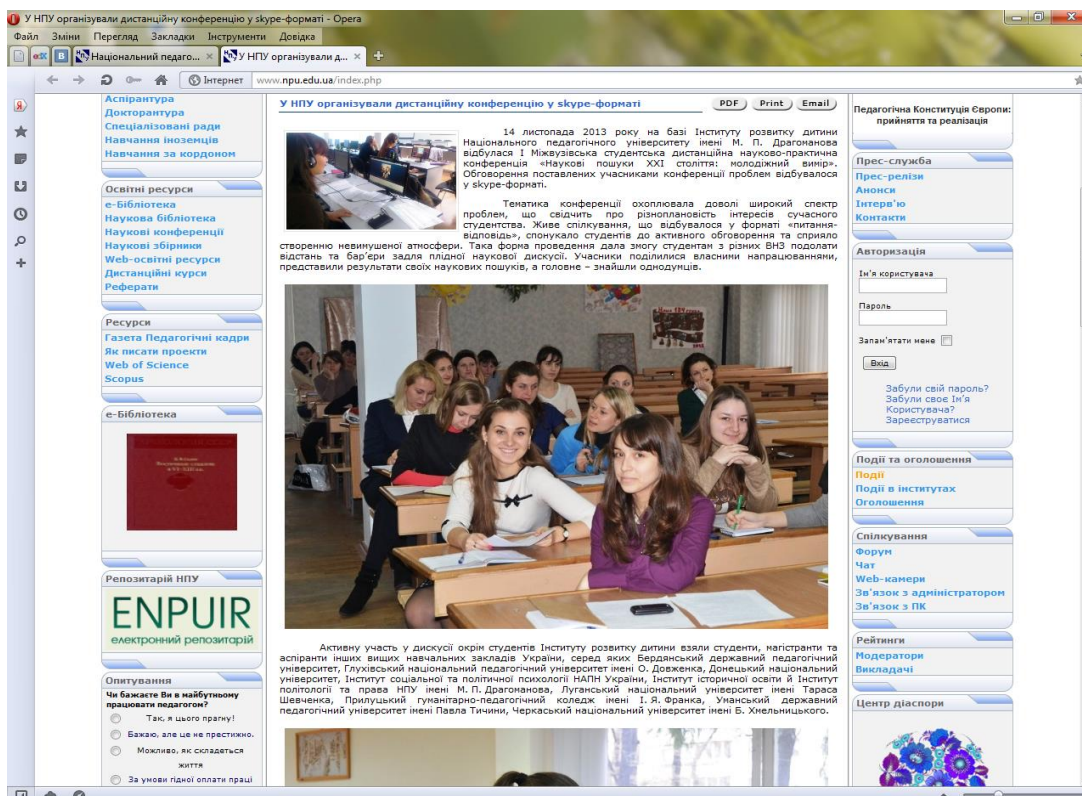 У НПУ організували дистанційну конференцію у skype-форматі - Opera
Файл Зміни Перегляд Закладки Інструменти Довідка
Національний педаго... У НПУ організували д...
Інтернет www.npu.edu.ua/index.php
Аспірантура
Докторантура
Спеціалізовані ради
Навчання іноземців
Навчання за кордоном
Освітні ресурси
е-Бібліотека
Наукова бібліотека
Наукові конференції
Наукові збірники
Web-освітні ресурси
Дистанційні курси
Реферати
Ресурси
Газета Педагогічні кадри
Як писати проекти
Web of Science
Scopus
е-Бібліотека
Репозитарій НПУ
ENPUIR
електронний репозитарій
Опитування
Чи бажаєте Ви в майбутньому
працювати педагогом?
Так, я цього прагну!
Бажаю, але це не престижно.
Можливо, як складеться
життя
За умови гідної оплати праці
У НПУ організували дистанційну конференцію у skype-форматі
PDF Print Email
14 листопада 2013 року на базі Інституту розвитку дитини
Національного педагогічного університету імені М. П. Драгоманова
відбулася І Міжвузівська студентська дистанційна науково-практична
конференція «Наукові пошуки ХХІ століття: молодіжний вимір».
Обговорення поставлених учасниками конференції проблем відбувалося
у skype-форматі.
Тематика конференції охоплювала доволі широкий спектр
проблем, що свідчить про різноплановість інтересів сучасного
студентства. Живе спілкування, що відбувалося у форматі «питання-
відповідь», спонукало студентів до активного обговорення та сприяло
створенню невимушеної атмосфери. Така форма проведення дала змогу студентам з різних ВНЗ подолати
відстань та бар'єри задля плідної наукової дискусії. Учасники поділилися власними напрацюваннями,
представили результати своїх наукових пошуків, а головне – знайшли однодумців.
Активну участь у дискусії окрім студентів Інституту розвитку дитини взяли студенти, магістранти та
аспіранти інших вищих навчальних закладів України, серед яких Бердянський державний педагогічний
університет, Глухівський національний педагогічний університет імені О. Довженка, Донецький національний
університет, Інститут соціальної та політичної психології НАПН України, Інститут історичної освіти й Інститут
політології та права НПУ імені М. П. Драгоманова, Луганський національний університет імені Тараса
Шевченка, Прилуцький гуманітарно-педагогічний коледж імені І. Я. Франка, Уманський державний
педагогічний університет імені Павла Тичини, Черкаський національний університет імені Б. Хмельницького.
Педагогічна Конституція Європи:
прийняття та реалізація
Прес-служба
Прес-релізи
Анонси
Інтерв'ю
Контакти
Авторизація
Ім'я користувача
Пароль
Запам'ятати мене
Вхід
Забули свій пароль?
Забули своє Ім'я
Користувача?
Зареєструватися
Події та оголошення
Події
Події в інститутах
Оголошення
Спілкування
Форум
Чат
Web-камери
Зв'язок з адміністратором
Зв'язок з ПК
Рейтинги
Модератори
Викладачі
Центр діаспори